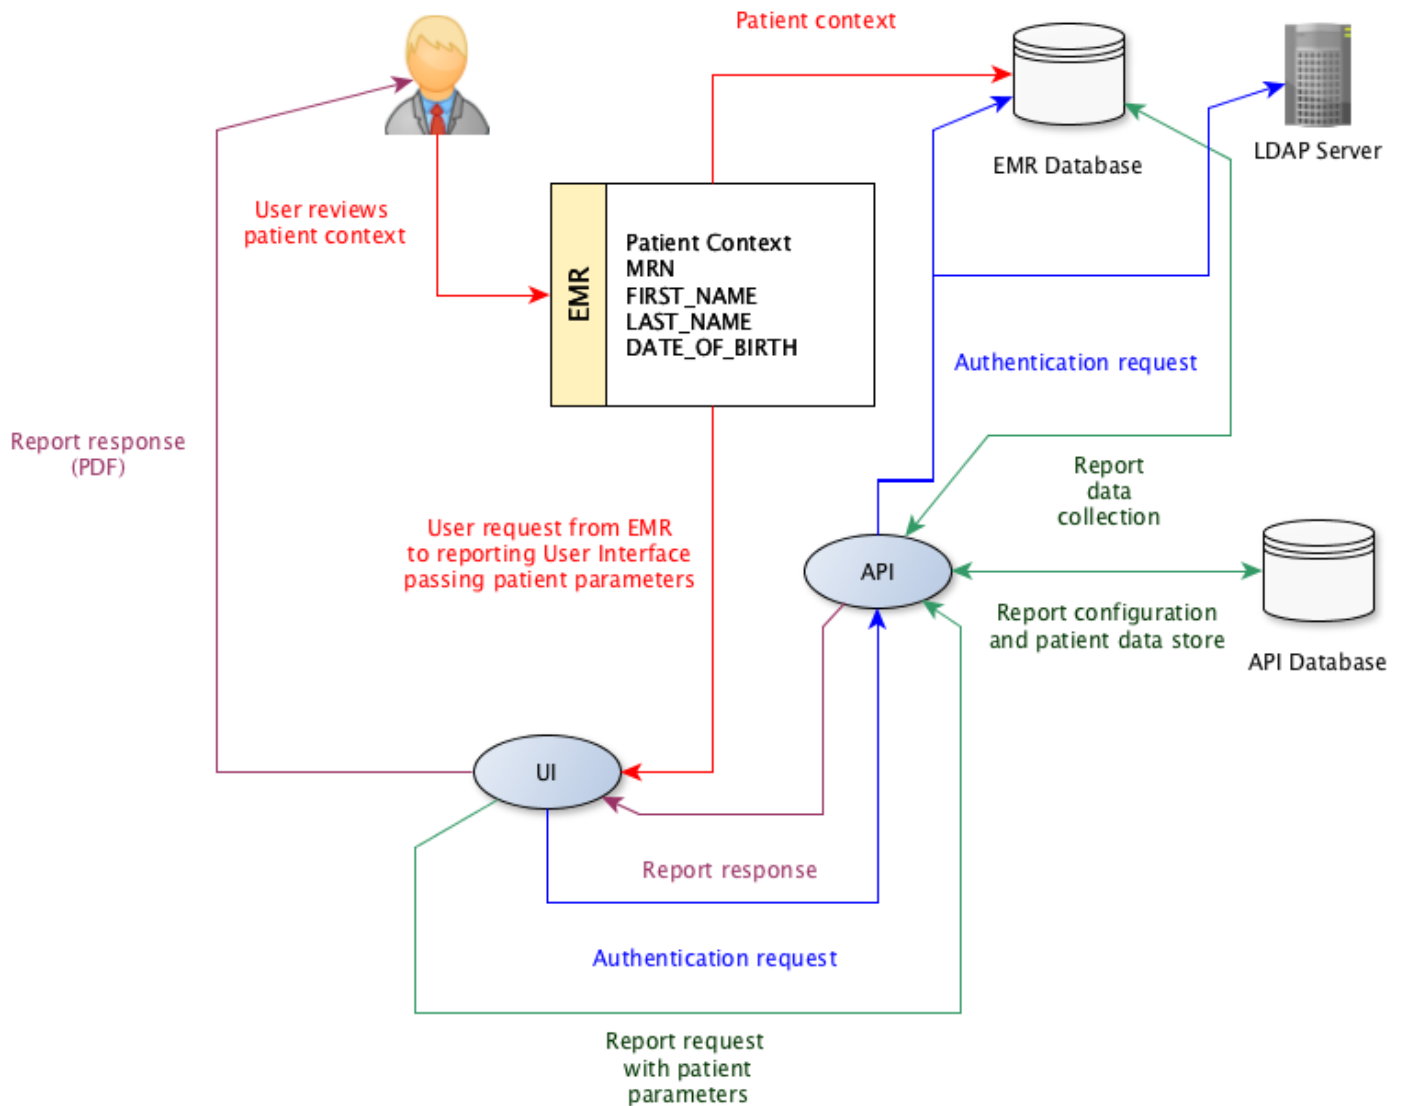 Patient context
EMR Database
LDAP Server
User reviews
patient context
EMR
Patient Context
MRN
FIRST_NAME
LAST_NAME
DATE_OF_BIRTH
Authentication request
Report response
(PDF)
Report
data
collection
User request from EMR
to reporting User Interface
passing patient parameters
API
Report configuration
and patient data store
API Database
UI
Report response
Authentication request
Report request
with patient
parameters